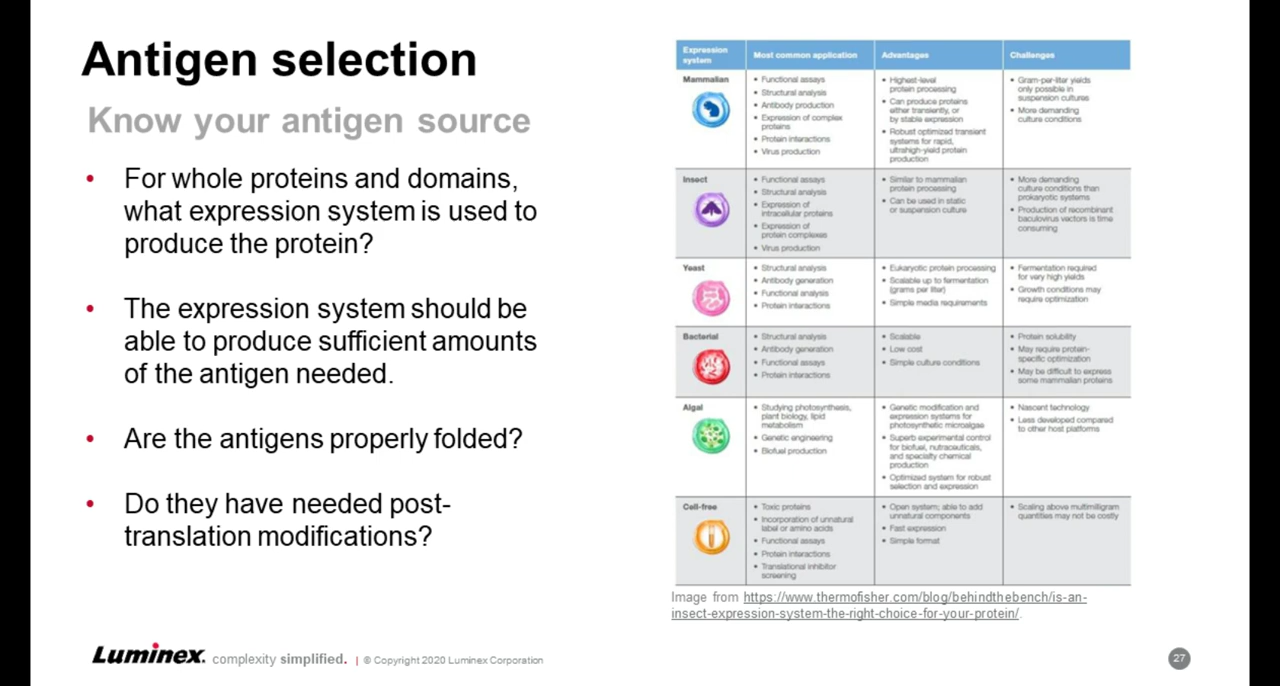 Antigen selection
Know your antigen source
• For whole proteins and domains,
what expression system is used to
produce the protein?
• The expression system should be
able to produce sufficient amounts
of the antigen needed.
• Are the antigens properly folded?
• Do they have needed post-
translation modifications?
Expression
system
Most common application
Advantages
Challenges
Mammalian
• Functional assays
• Structural analysis
• Antibody production
• Expression of complex
proteins
• Protein interactions
• Virus production
• Highest-level
protein processing
• Can produce proteins
either transiently, or
by stable expression
• Robust optimized transient
systems for rapid,
ultrahigh-yield protein
production
• Gram-per-liter yields
only possible in
suspension cultures
• More demanding
culture conditions
Insect
• Functional assays
• Structural analysis
• Expression of
intracellular proteins
• Expression of
protein complexes
• Virus production
• Similar to mammalian
protein processing
• Can be used in static
or suspension culture
• More demanding
culture conditions than
prokaryotic systems
• Production of recombinant
baculovirus vectors is time
consuming
Yeast
• Structural analysis
• Antibody generation
• Functional analysis
• Protein interactions
• Eukaryotic protein processing
• Scalable up to fermentation
(grams per liter)
• Simple media requirements
• Fermentation required
for very high yields
• Growth conditions may
require optimization
Bacterial
• Structural analysis
• Antibody generation
• Functional assays
• Protein interactions
• Scalable
• Low cost
• Simple culture conditions
• Protein solubility
• May require protein-
specific optimization
• May be difficult to express
some mammalian proteins
Algal
• Studying photosynthesis,
plant biology, lipid
metabolism
• Genetic engineering
• Biofuel production
• Genetic modification and
expression systems for
photosynthetic microalgae
• Superb experimental control
for biofuel, nutraceuticals,
and specialty chemical
production
• Optimized system for robust
selection and expression
• Nascent technology
• Less developed compared
to other host platforms
Cell-free
• Toxic proteins
• Incorporation of unnatural
label or amino acids
• Functional assays
• Protein interactions
• Translational inhibitor
screening
• Open system; able to add
unnatural components
• Fast expression
• Simple format
• Scaling above multimilligram
quantities may not be costly
Image from https://www.thermofisher.com/blog/behindthebench/is-an-
insect-expression-system-the-right-choice-for-your-protein/.
Luminex. complexity simplified. | © Copyright 2020 Luminex Corporation
27